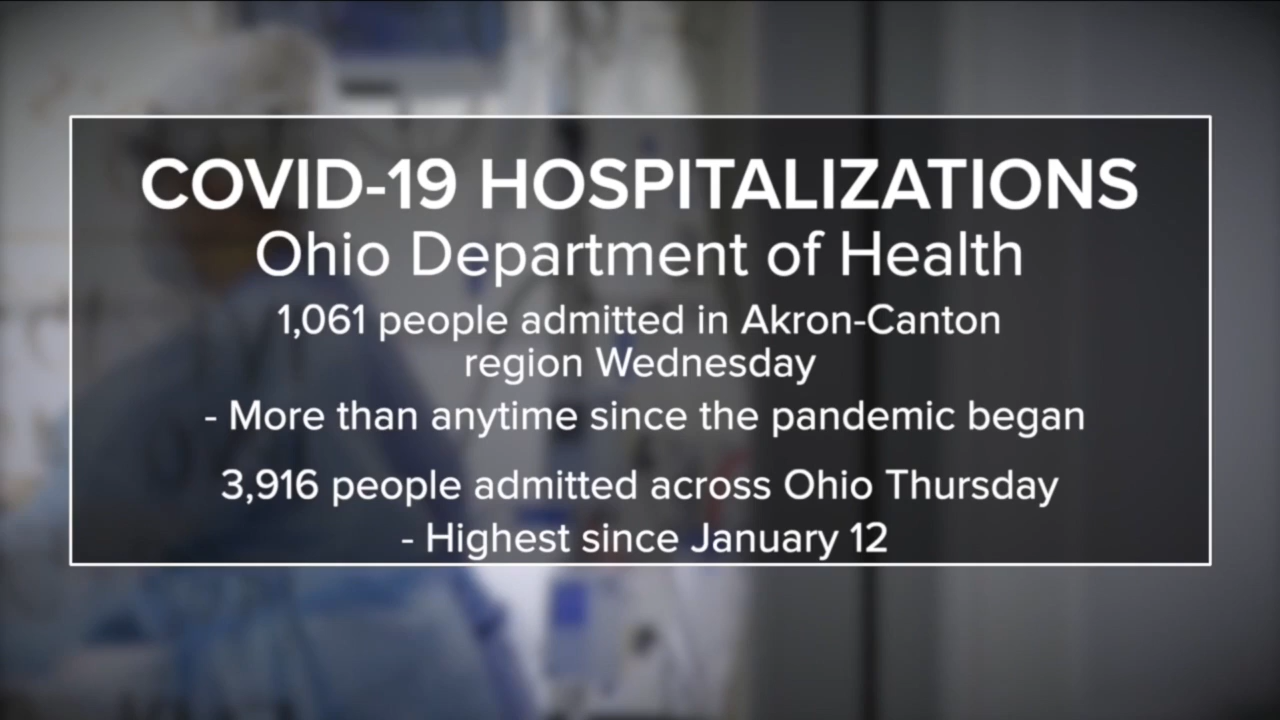 COVID-19 HOSPITALIZATIONS
Ohio Department of Health
1,061 people admitted in Akron-Canton
region Wednesday
- More than anytime since the pandemic began
3,916 people admitted across Ohio Thursday
- Highest since January 12